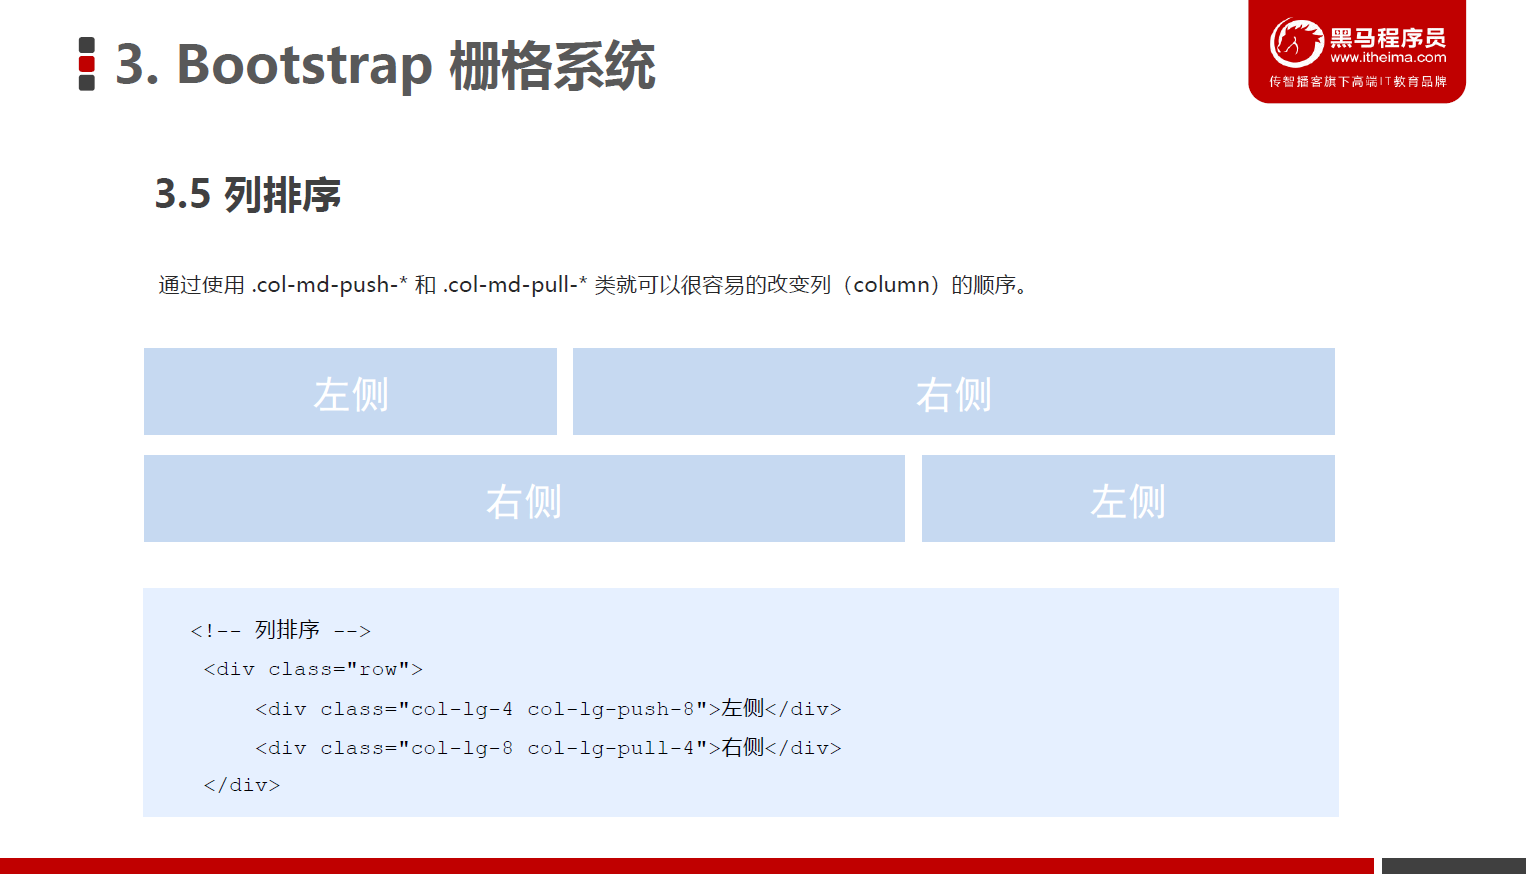 3. Bootstrap 栅格系统
黑马程序员
www.itheima.com
传智播客旗下高端IT教育品牌
3.5 列排序
通过使用 .col-md-push-* 和 .col-md-pull-* 类就可以很容易的改变列（column）的顺序。
左侧 右侧
右侧 左侧
<!-- 列排序 -->
<div class="row">
<div class="col-lg-4 col-lg-push-8">左侧</div>
<div class="col-lg-8 col-lg-pull-4">右侧</div>
</div>